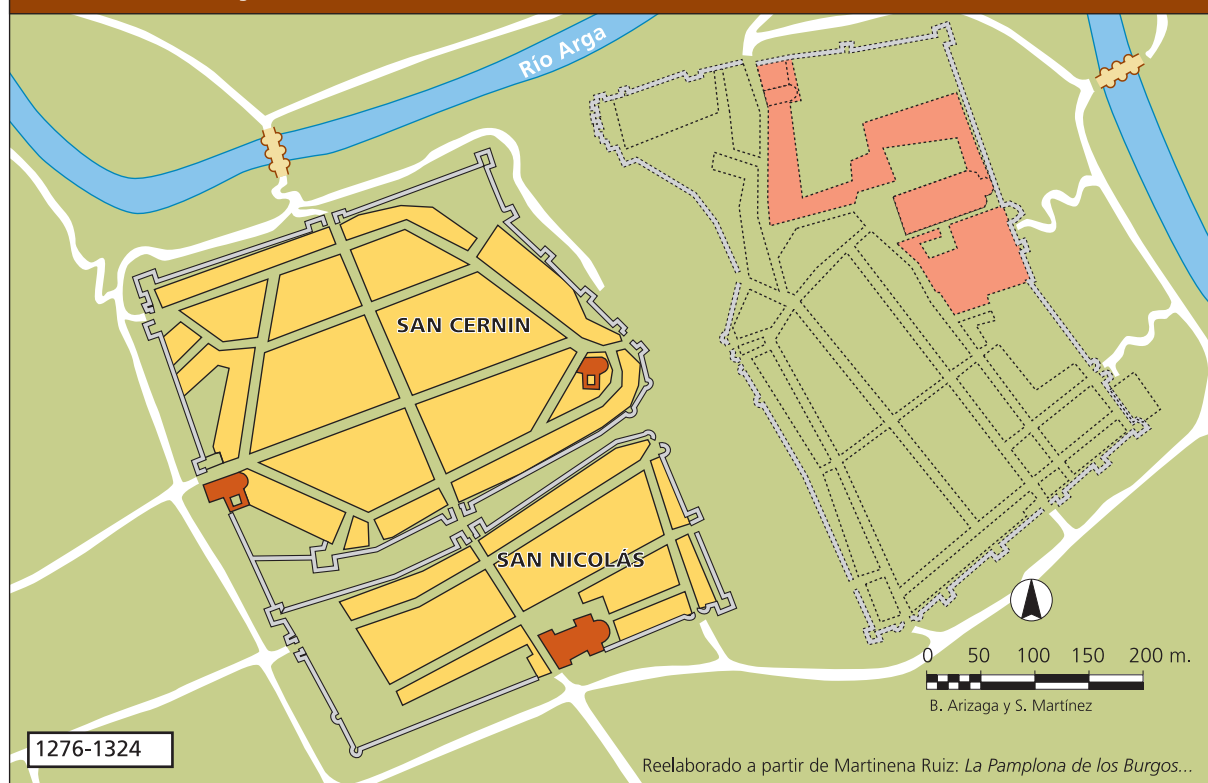 Río Arga
SAN CERNIN
SAN NICOLÁS
0 50 100 150 200 m.
B. Arizaga y S. Martínez
1276-1324
Reelaborado a partir de Martinena Ruiz: La Pamplona de los Burgos...